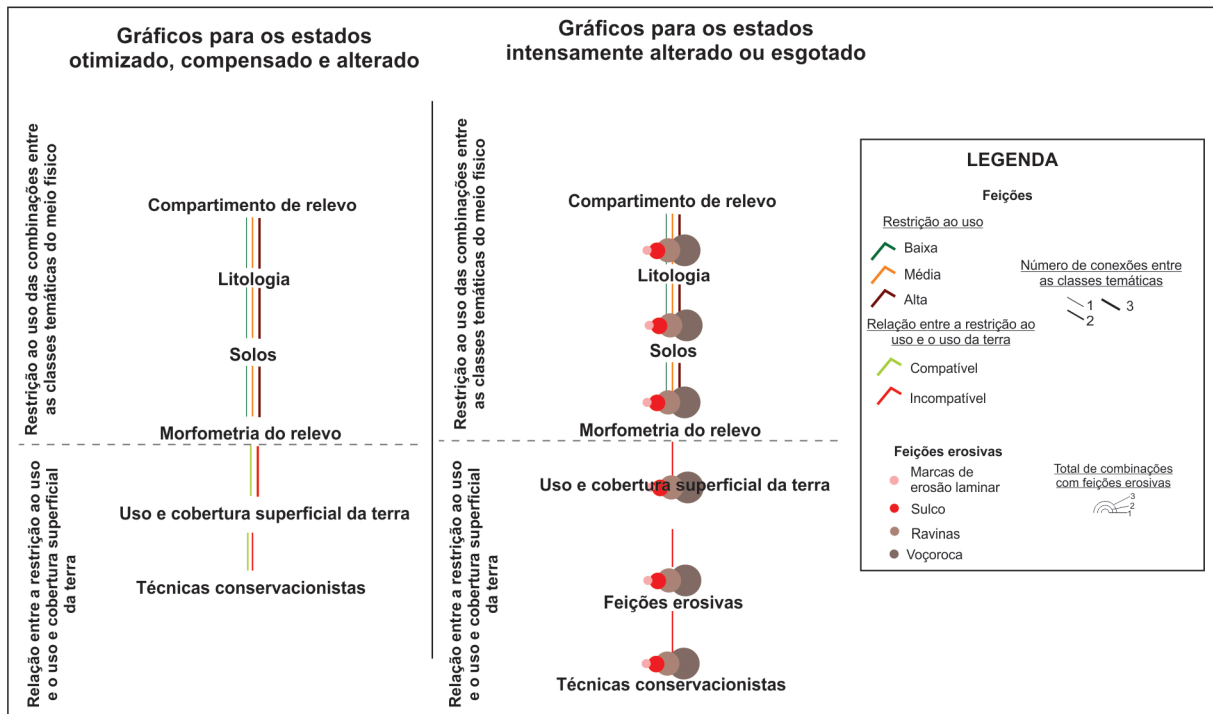 Gráficos para os estados
otimizado, compensado e alterado
Restrição ao uso das combinações entre
as classes temáticas do meio físico
Compartimento de relevo
Litologia
Solos
Morfometria do relevo
Relação entre a restrição ao uso
e o uso e cobertura superficial
da terra
Uso e cobertura superficial da terra
Técnicas conservacionistas
Gráficos para os estados
intensamente alterado ou esgotado
Restrição ao uso das combinações entre
as classes temáticas do meio físico
Compartimento de relevo
Litologia
Solos
Morfometria do relevo
Relação entre a restrição ao uso
e o uso e cobertura superficial
da terra
Uso e cobertura superficial da terra
Feições erosivas
Técnicas conservacionistas
LEGENDA
Feições
Restrição ao uso
Baixa
Média
Alta
Relação entre a restrição ao
uso e o uso da terra
Compatível
Incompatível
Número de conexões entre
as classes temáticas
1
2
3
Feições erosivas
Marcas de
erosão laminar
Sulco
Ravinas
Voçoroca
Total de combinações
com feições erosivas
3
2
1